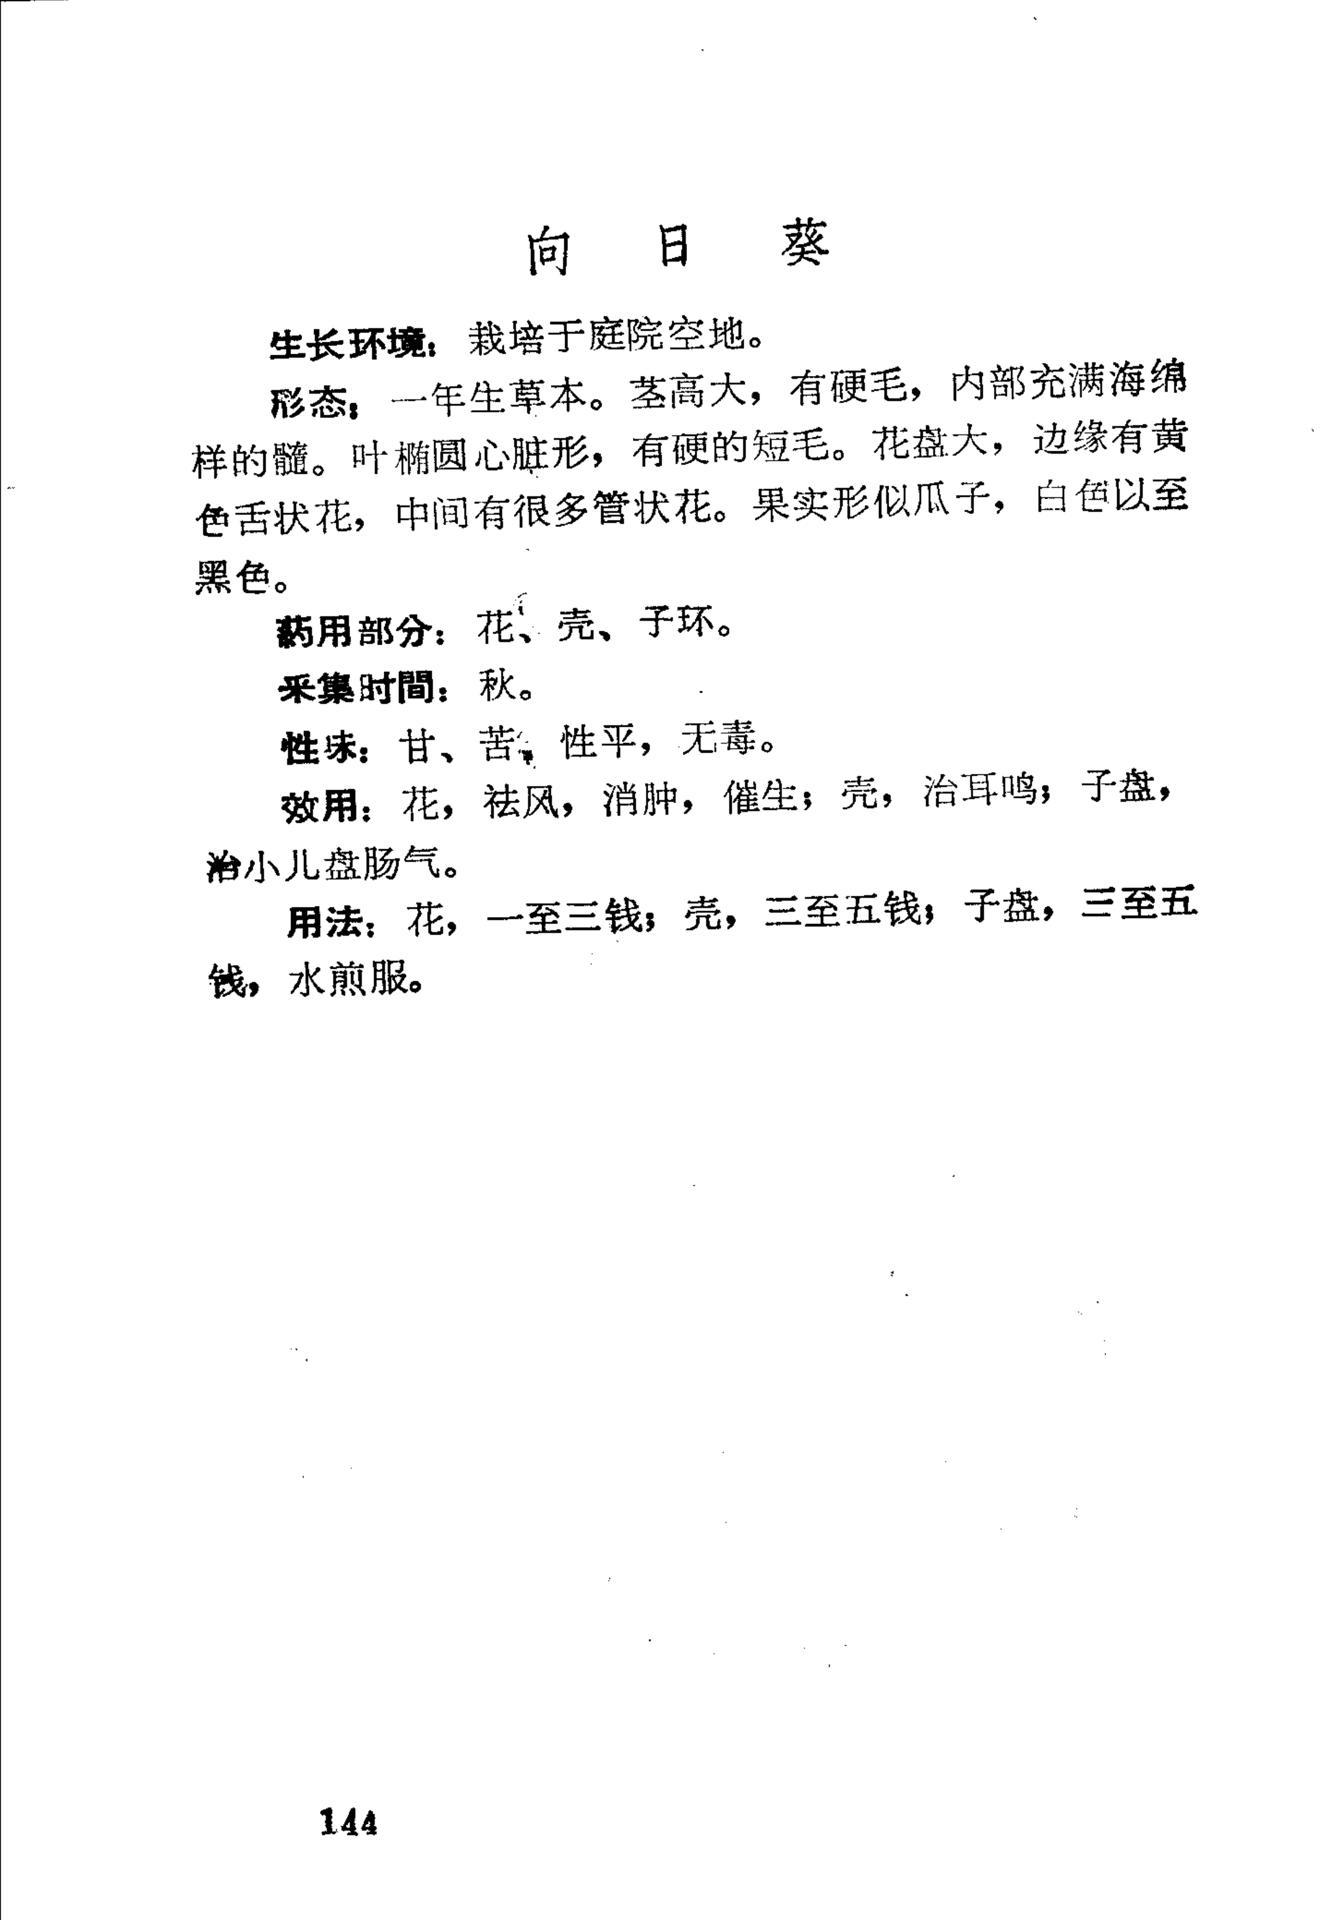 向日葵
生长环境：栽培于庭院空地。
形态：一年生草本。茎高大，有硬毛，内部充满海绵
样的髓。叶椭圆心脏形，有硬的短毛。花盘大，边缘有黄
色舌状花，中间有很多管状花。果实形似瓜子，白色以至
黑色。
药用部分：花、壳、子环。
采集时間：秋。
性味：甘、苦，性平，无毒。
效用：花，祛风，消肿，催生；壳，治耳鸣；子盘，
治小儿盘肠气。
用法：花，一至三钱；壳，三至五钱；子盘，三至五
钱，水煎服。
144